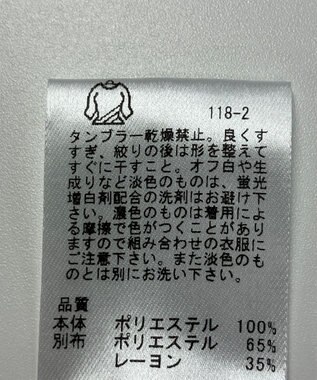 118-2
タンブラー乾燥禁止。良くす
すぎ、絞りの後は形を整えて
すぐに干すこと。オフ白や生
成りなど淡色のものは、蛍光
増白剤配合の洗剤はお避け下
さい。濃色のものは着用によ
る摩擦で色がつくことがあり
ますので組み合わせの衣服に
ご注意下さい。また淡色のも
のとは別にお洗い下さい。
品質
本体 ポリエステル 100%
別布 ポリエステル 65%
レーヨン 35%